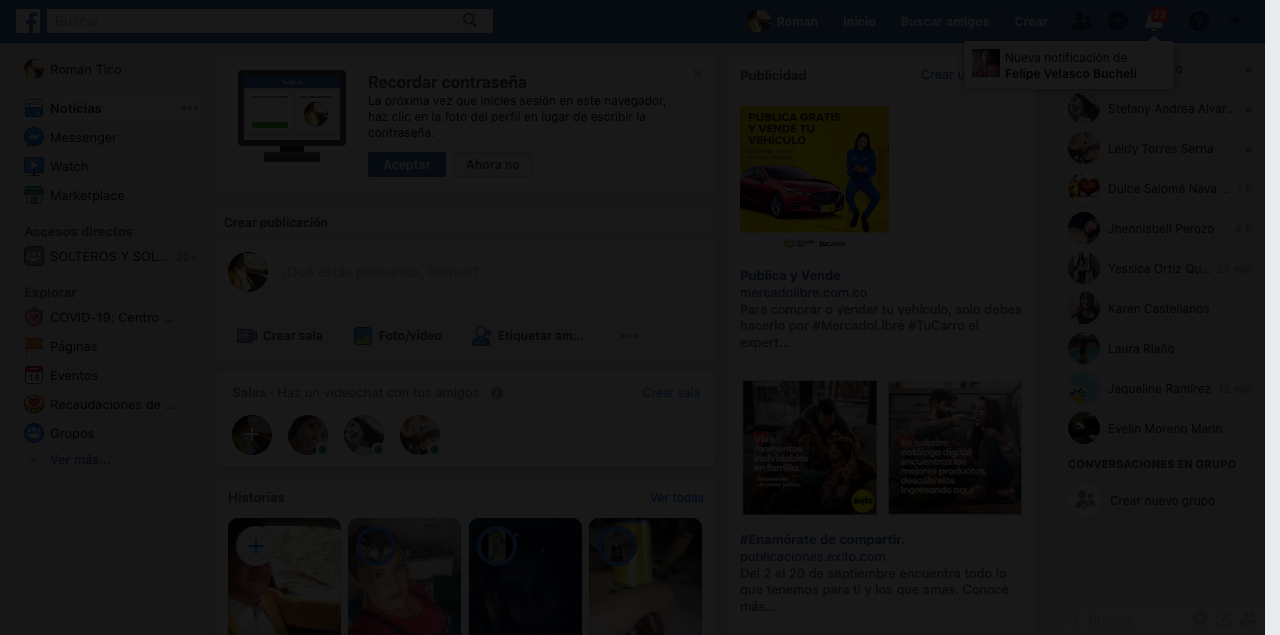 Buscar
Roman
Inicio
Buscar amigos
Crear
22
Nueva notificación de
Felipe Velasco Bucheli
Roman Tico
Noticias
Messenger
Watch
Marketplace
Accesos directos
SOLTEROS Y SOL... 20+
Explorar
COVID-19: Centro ...
Páginas
14
Eventos
Recaudaciones de ...
Grupos
Ver más...
Recordar contraseña
La próxima vez que inicies sesión en este navegador,
haz clic en la foto del perfil en lugar de escribir la
contraseña.
Aceptar
Ahora no
Crear publicación
¿Qué estás pensando, Roman?
Crear sala
Foto/video
Etiquetar am...
Salas · Haz un videochat con tus amigos
Crear sala
Historias
Ver todas
Publicidad
PUBLICA GRATIS
Y VENDE TU
VEHÍCULO
tucarro
Publica y Vende
mercadolibre.com.co
Para comprar o vender tu vehículo, solo debes
hacerlo por #MercadoLibre #TuCarro el
expert...
Vive
momentos
inolvidables
en familia
éxito
En nuestro
catálogo digital
encuentras los
mejores productos,
descúbrelos
ingresando aquí
#Enamórate de compartir.
publicaciones.exito.com
Del 2 al 20 de septiembre encuentra todo lo
que tenemos para ti y los que amas. Conoce
más...
Stefany Andrea Alvar...
Leidy Torres Serna
Dulce Salomé Nava ... 1 h
Jhennisbell Perozo 4 h
Yessica Ortiz Qu... 27 min
Karen Castellanos
Laura Riaño
Jaqueline Ramírez 12 min
Evelin Moreno Marin
CONVERSACIONES EN GRUPO
Crear nuevo grupo
Buscar